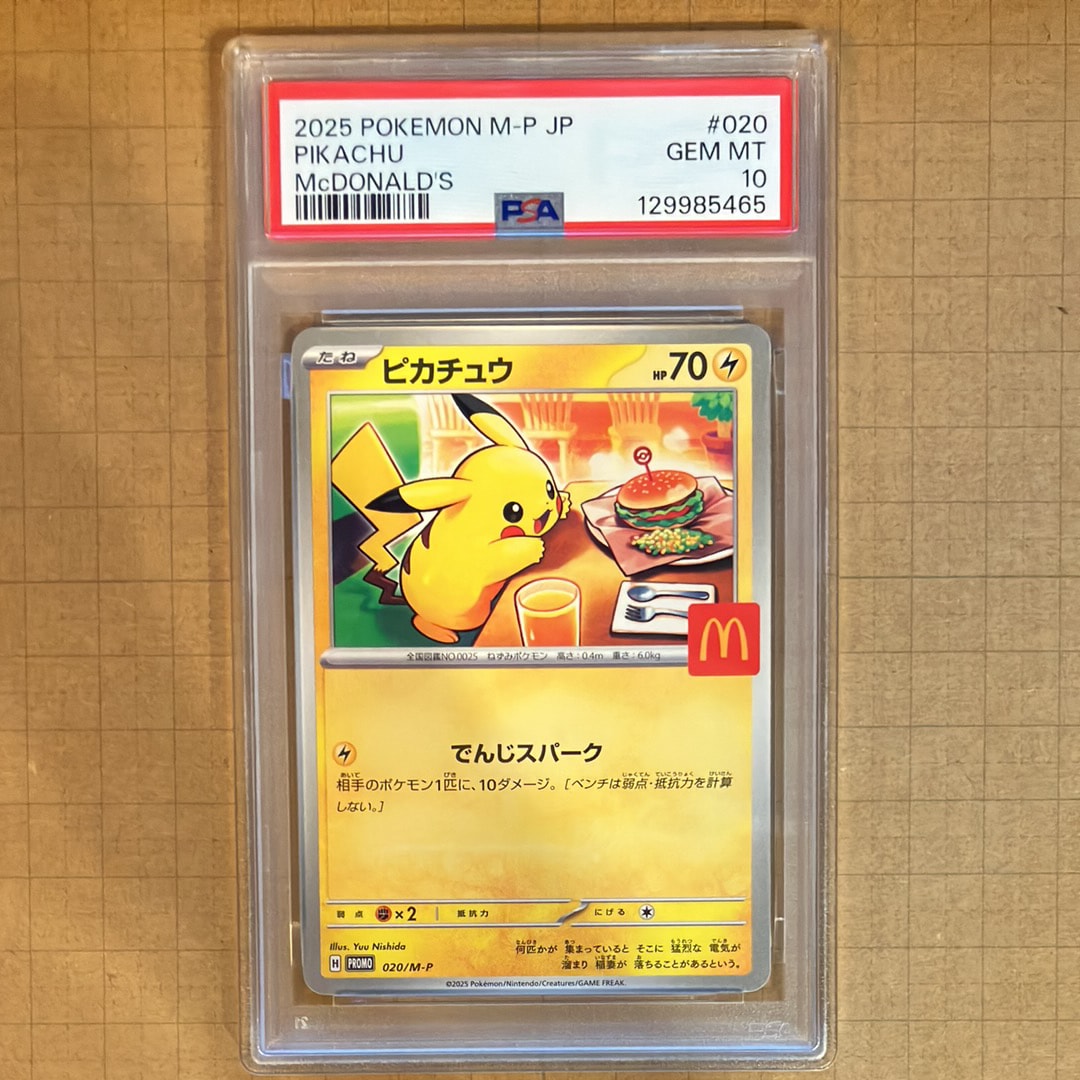 2025 POKEMON M-P JP #020
PIKACHU GEM MT
McDONALD'S 10
PSA 129985465
たね ピカチュウ HP 70
M
全国図鑑NO.0025 ねずみポケモン 高さ:0.4m 重さ:6.0kg
でんじスパーク
相手のポケモン1匹に、10ダメージ。[ベンチは弱点・抵抗力を計算
しない。]
弱点 ×2 抵抗力 にげる
Illus. Yuu Nishida
何匹かが 集まっていると そこに 猛烈な 電気が
溜まり 稲妻が 落ちることがあるという。
H PROMO 020/M-P
©2025 Pokémon/Nintendo/Creatures/GAME FREAK.